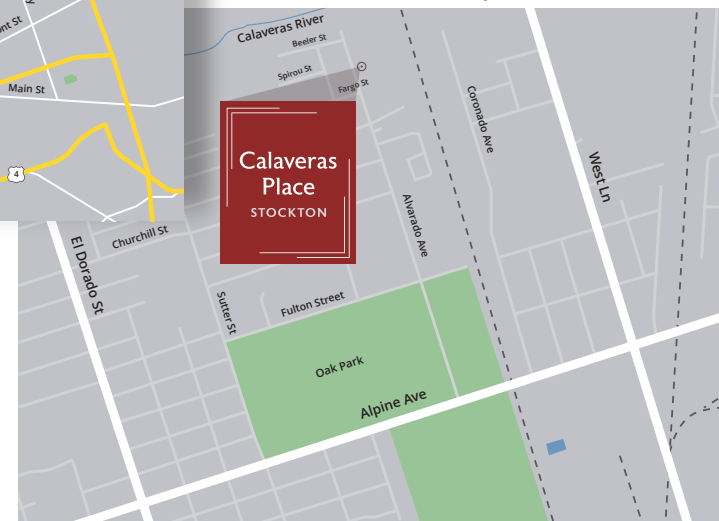 Calaveras River
Beeler St
Spirou St
Fargo St
Main St
4
Coronado Ave
West Ln
Calaveras
Place
STOCKTON
Alvarado Ave
Churchill St
El Dorado St
Sutter St
Fulton Street
Oak Park
Alpine Ave